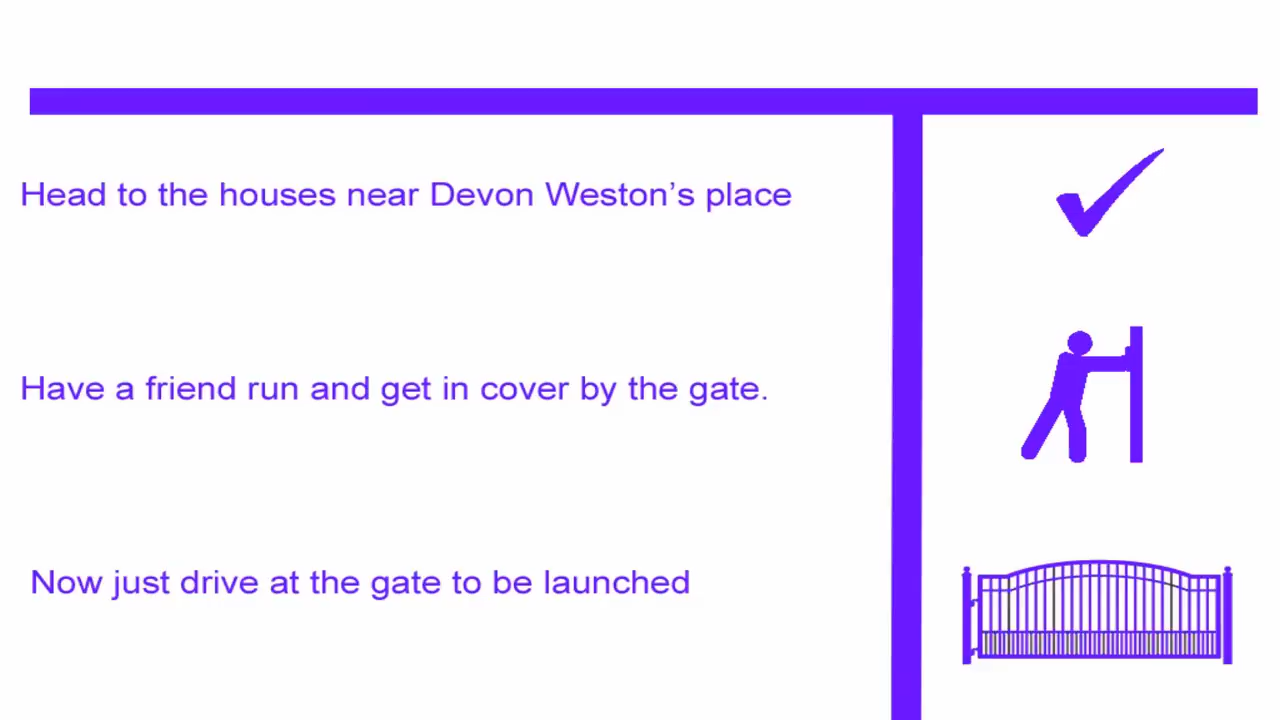 Head to the houses near Devon Weston’s place
Have a friend run and get in cover by the gate.
Now just drive at the gate to be launched